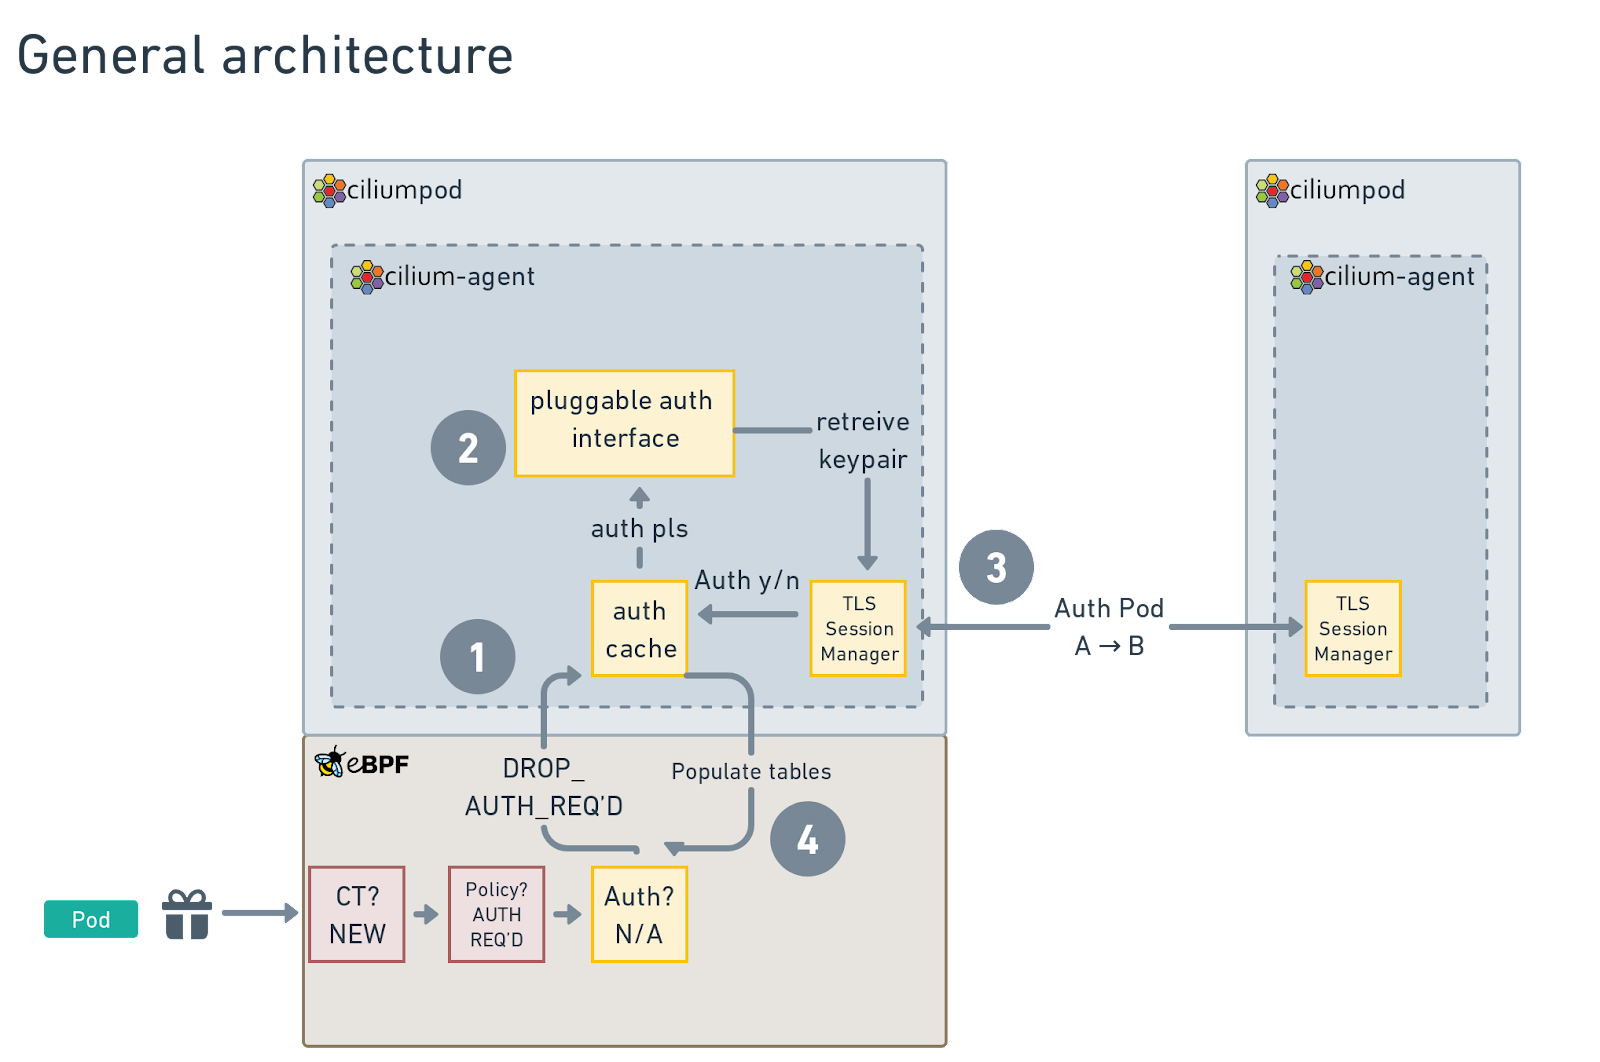 General architecture
ciliumpod
ciliumpod
cilium-agent
cilium-agent
pluggable auth
interface
2
retreive
keypair
auth pls
3
Auth y/n
auth
cache
1
TLS
Session
Manager
Auth Pod
A → B
TLS
Session
Manager
eBPF
DROP_
AUTH_REQ'D
Populate tables
4
Pod
CT?
NEW
Policy?
AUTH
REQ'D
Auth?
N/A